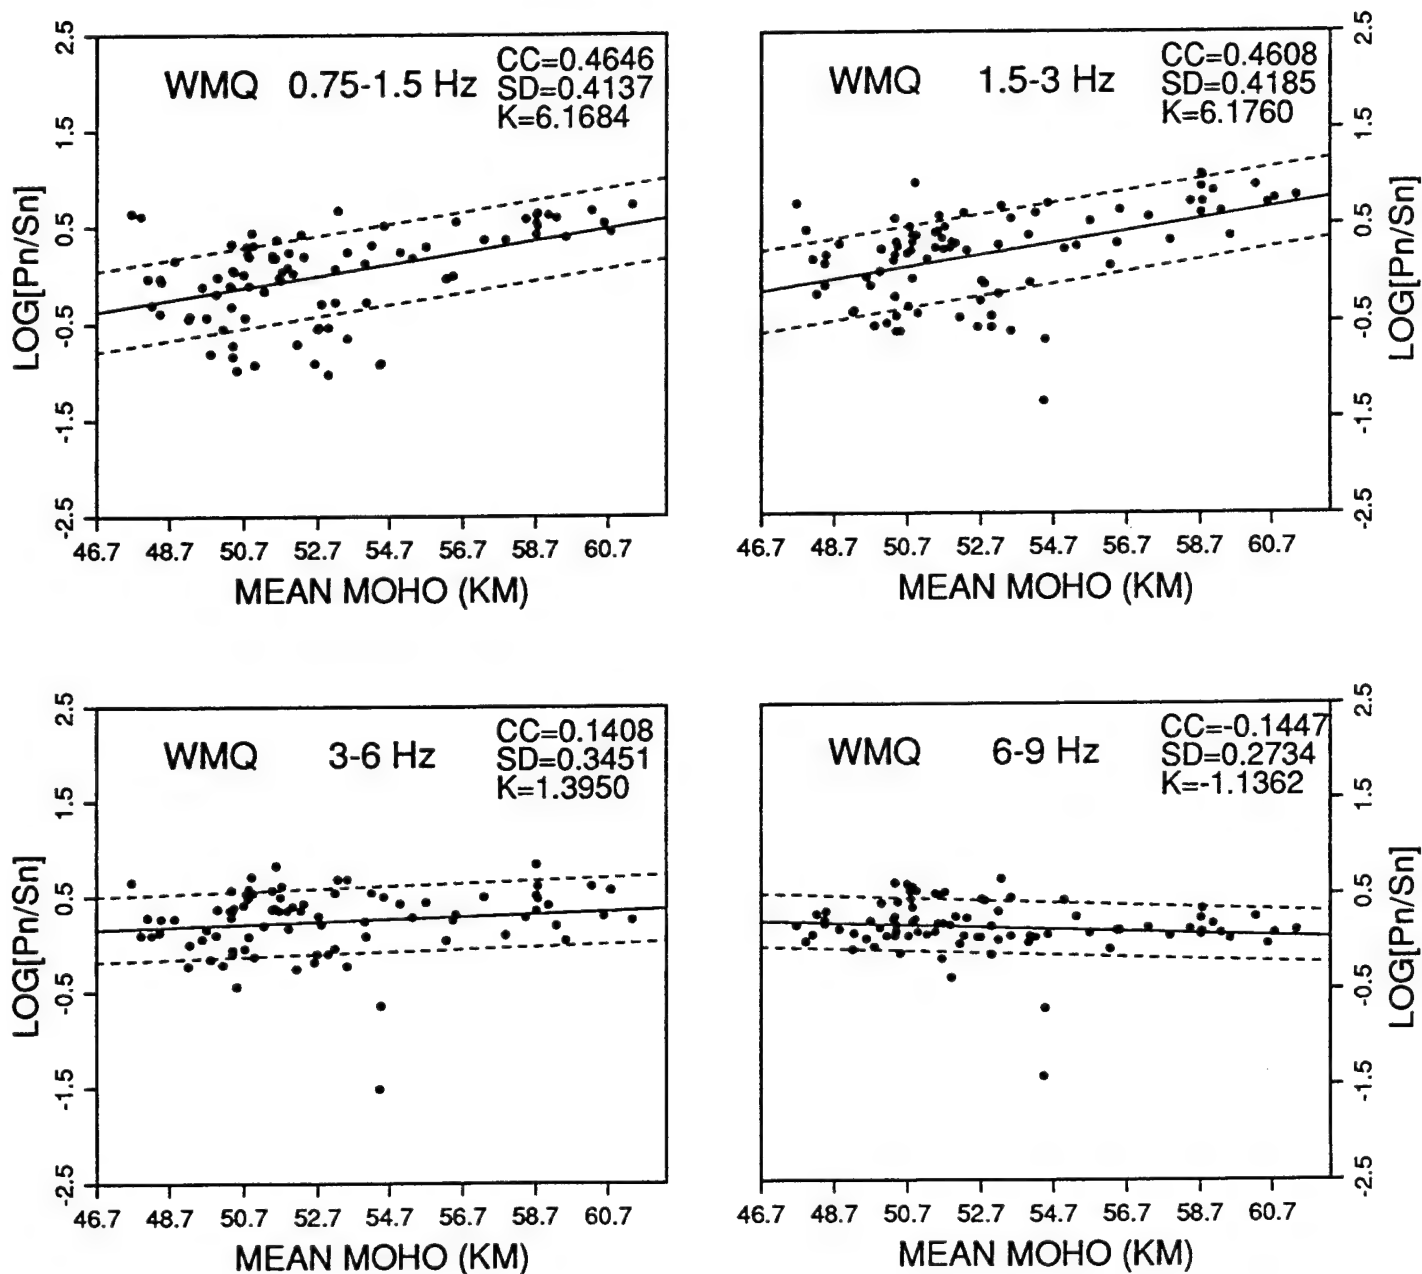 WMQ 0.75-1.5 Hz
CC=0.4646
SD=0.4137
K=6.1684
LOG[Pn/Sn]
2.5
1.5
0.5
-0.5
-1.5
-2.5
46.7 48.7 50.7 52.7 54.7 56.7 58.7 60.7
MEAN MOHO (KM)
WMQ 1.5-3 Hz
CC=0.4608
SD=0.4185
K=6.1760
LOG[Pn/Sn]
2.5
1.5
0.5
-0.5
-1.5
-2.5
46.7 48.7 50.7 52.7 54.7 56.7 58.7 60.7
MEAN MOHO (KM)
WMQ 3-6 Hz
CC=0.1408
SD=0.3451
K=1.3950
LOG[Pn/Sn]
2.5
1.5
0.5
-0.5
-1.5
-2.5
46.7 48.7 50.7 52.7 54.7 56.7 58.7 60.7
MEAN MOHO (KM)
WMQ 6-9 Hz
CC=-0.1447
SD=0.2734
K=-1.1362
LOG[Pn/Sn]
2.5
1.5
0.5
-0.5
-1.5
-2.5
46.7 48.7 50.7 52.7 54.7 56.7 58.7 60.7
MEAN MOHO (KM)